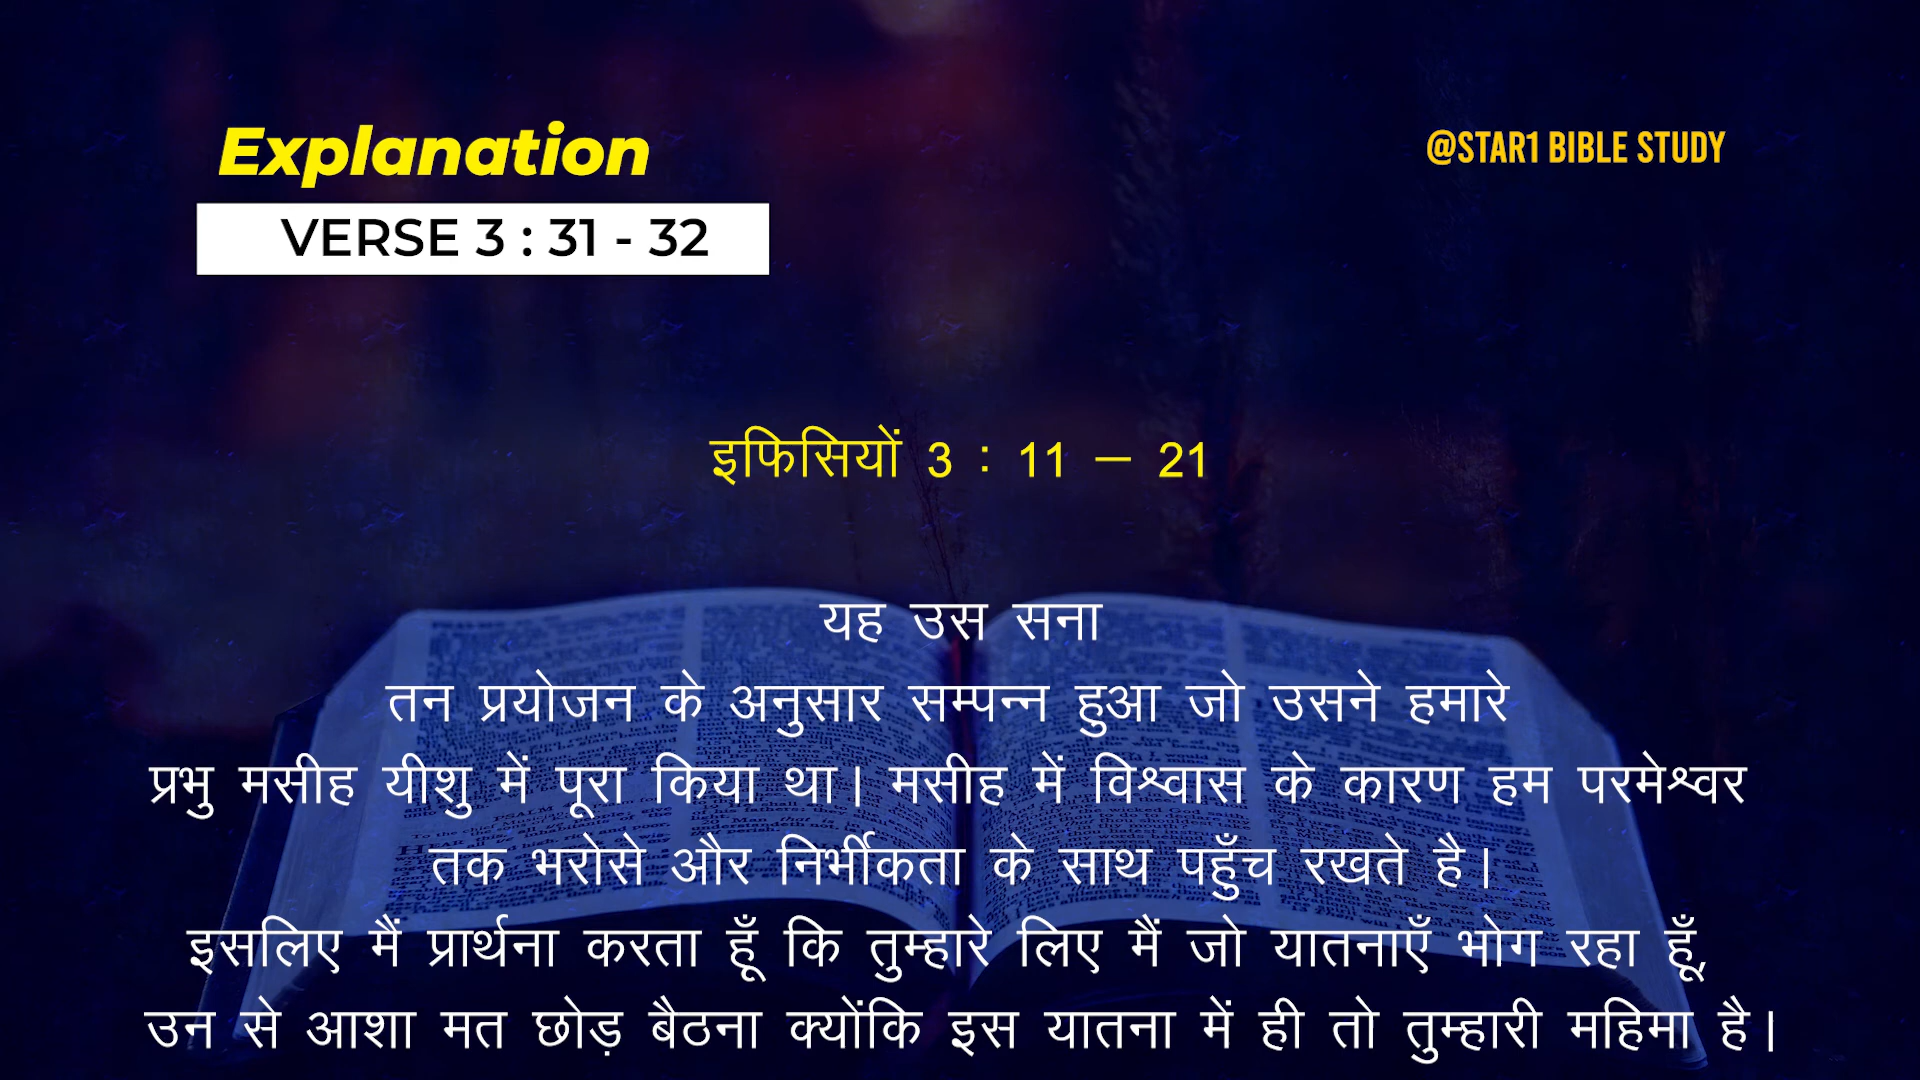 Explanation
@STAR1 BIBLE STUDY
VERSE 3 : 31 - 32
इफिसियों 3 : 11 – 21
यह उस सना
तन प्रयोजन के अनुसार सम्पन्न हुआ जो उसने हमारे
प्रभु मसीह यीशु में पूरा किया था। मसीह में विश्वास के कारण हम परमेश्वर
तक भरोसे और निर्भीकता के साथ पहुँच रखते है।
इसलिए मैं प्रार्थना करता हूँ कि तुम्हारे लिए मैं जो यातनाएँ भोग रहा हूँ,
उन से आशा मत छोड़ बैठना क्योंकि इस यातना में ही तो तुम्हारी महिमा है।